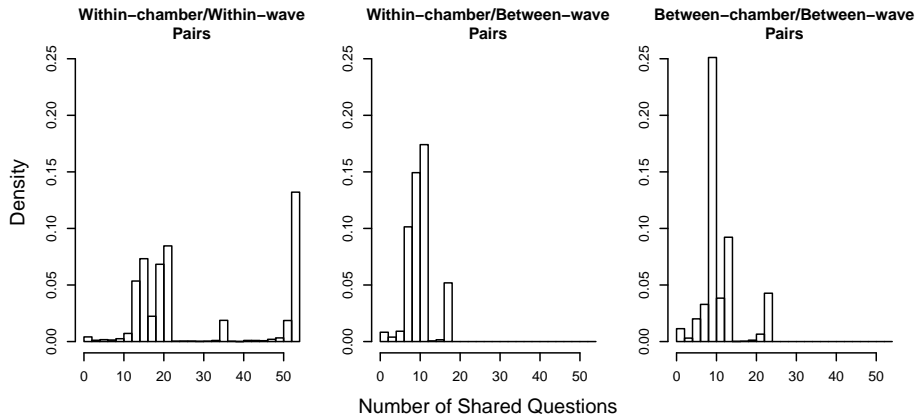 Within−chamber/Within−wave
Pairs
Within−chamber/Between−wave
Pairs
Between−chamber/Between−wave
Pairs
Density
0.00 0.05 0.10 0.15 0.20 0.25
0 10 20 30 40 50
0.00 0.05 0.10 0.15 0.20 0.25
0 10 20 30 40 50
0.00 0.05 0.10 0.15 0.20 0.25
0 10 20 30 40 50
Number of Shared Questions